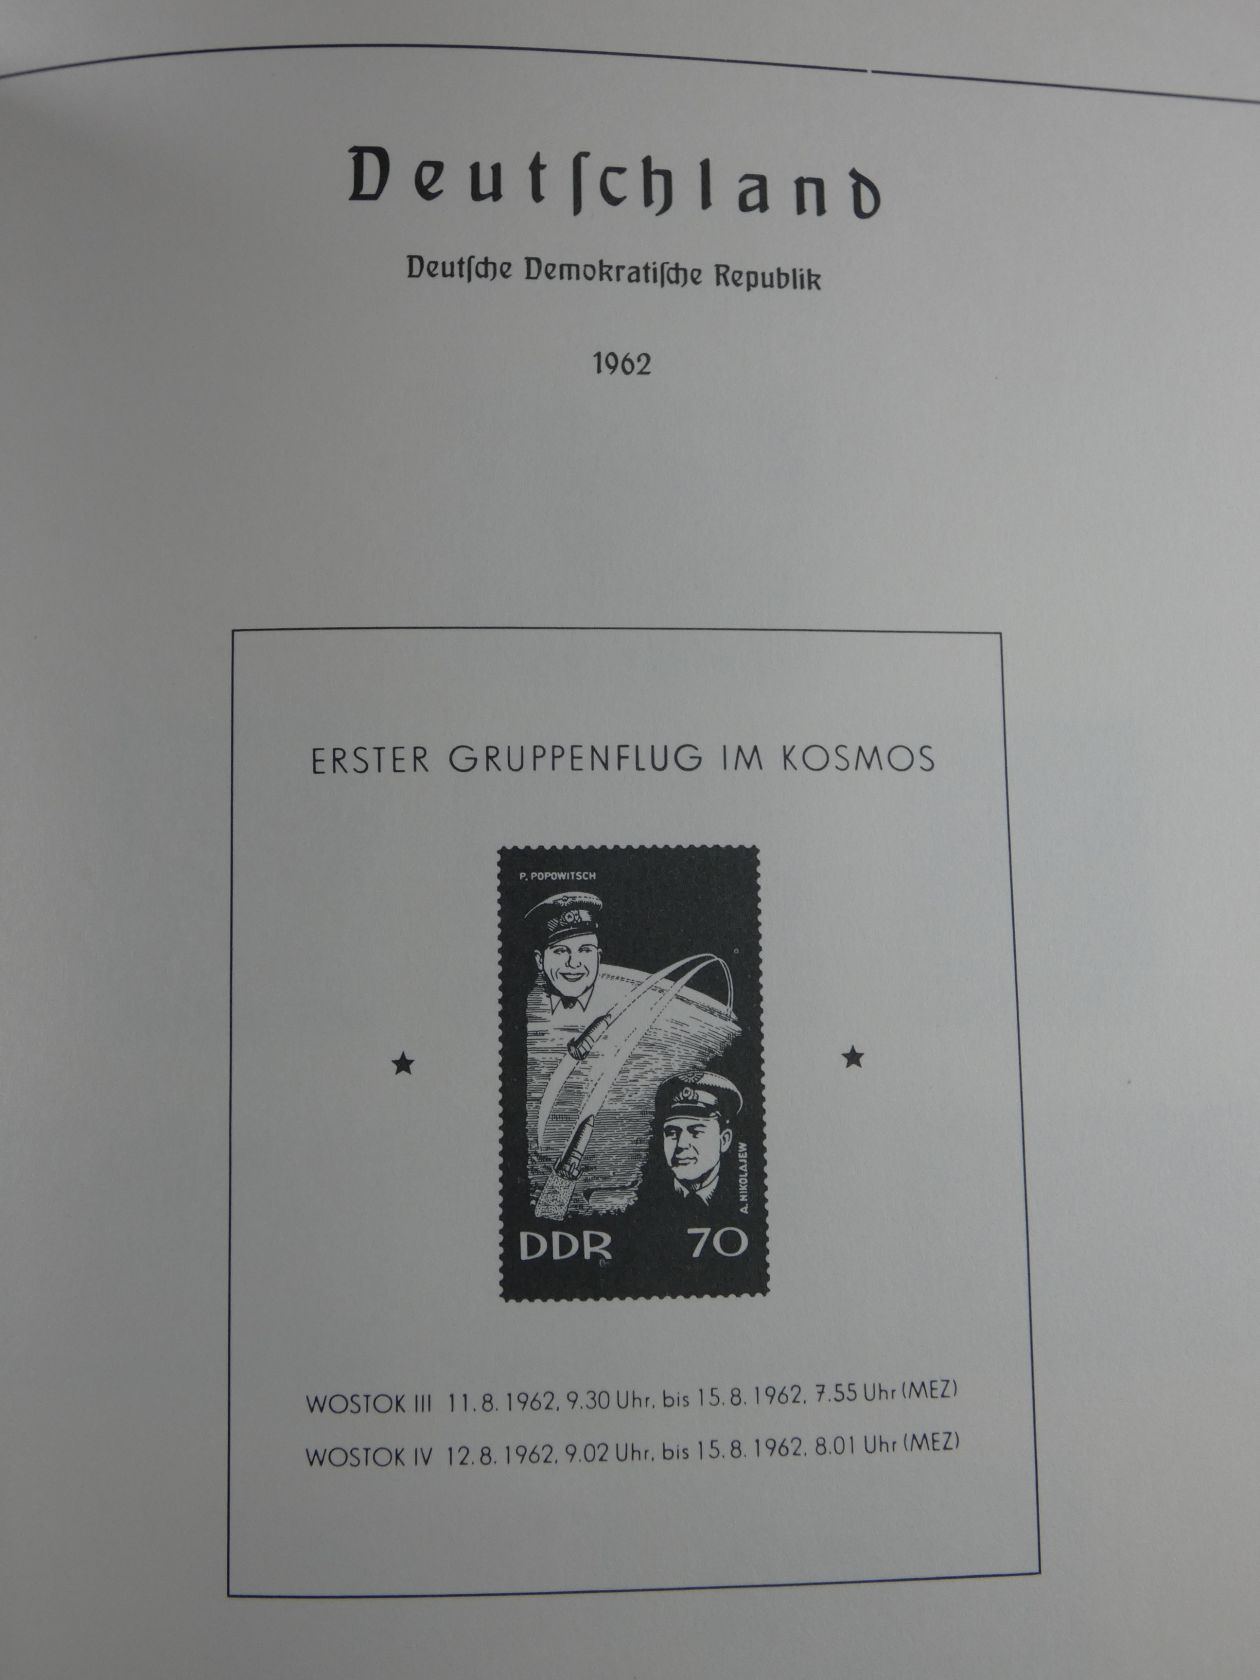 Deutſchland
Deutſche Demokratiſche Republik
1962
ERSTER GRUPPENFLUG IM KOSMOS
P. POPOWITSCH
A. NIKOLAJEW
DDR 70
WOSTOK III 11.8.1962, 9.30 Uhr, bis 15.8.1962, 7.55 Uhr (MEZ)
WOSTOK IV 12.8.1962, 9.02 Uhr, bis 15.8.1962, 8.01 Uhr (MEZ)